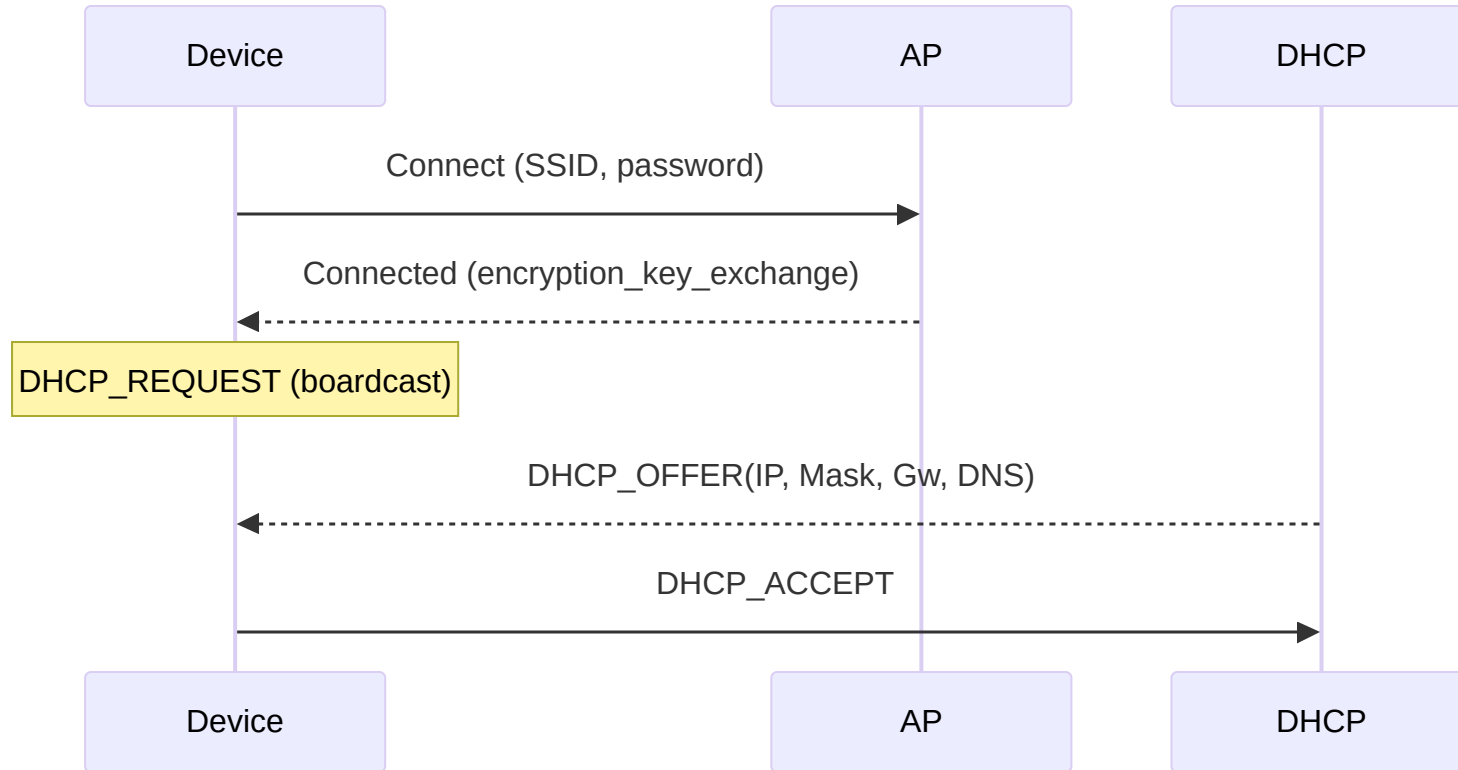 Device
AP
DHCP
Connect (SSID, password)
Connected (encryption_key_exchange)
DHCP_REQUEST (boardcast)
DHCP_OFFER(IP, Mask, Gw, DNS)
DHCP_ACCEPT
Device
AP
DHCP